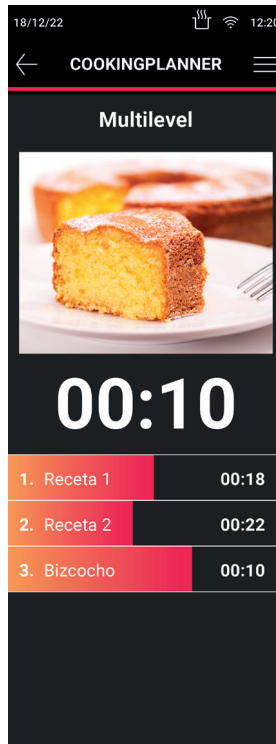 18/12/22 12:20
COOKINGPLANNER
Multilevel
00:10
1. Receta 1 00:18
2. Receta 2 00:22
3. Bizcocho 00:10